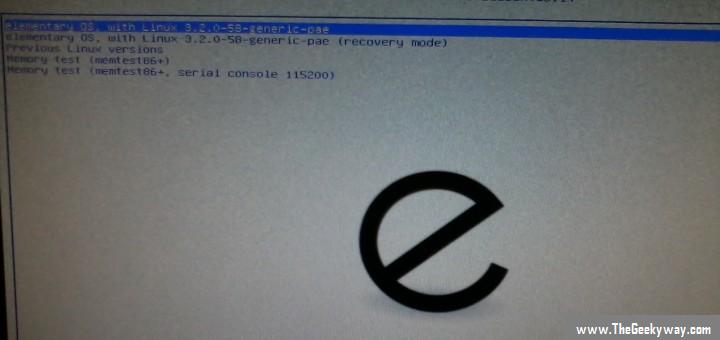 elementary OS, with Linux 3.2.0-58-generic-pae
elementary OS, with Linux 3.2.0-58-generic-pae (recovery mode)
Previous Linux versions
Memory test (memtest86+)
Memory test (memtest86+, serial console 115200)
e
www.TheGeekyway.com